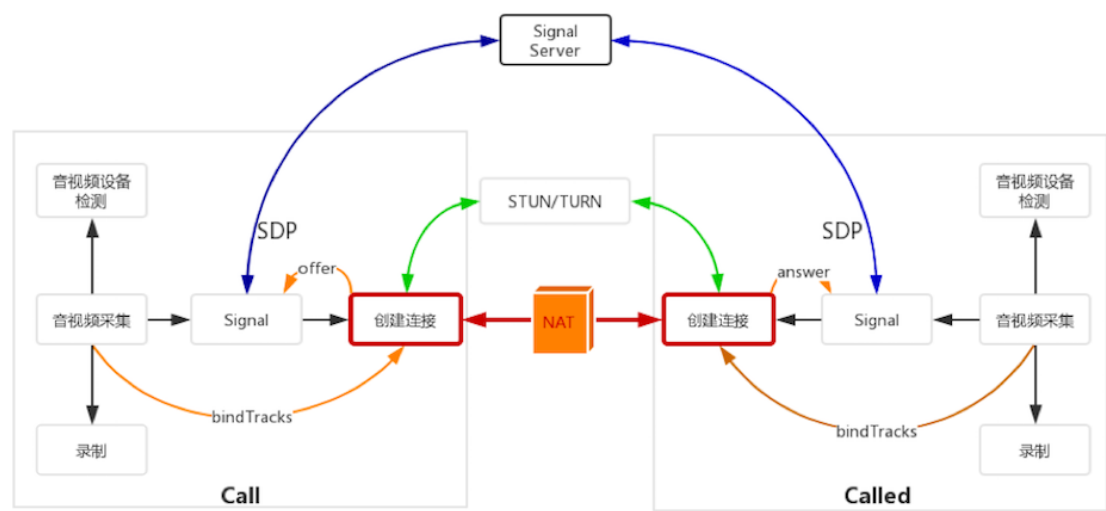 Signal
Server
音视频设备
检测
STUN/TURN
音视频设备
检测
SDP
SDP
offer
answer
音视频采集
Signal
创建连接
NAT
创建连接
Signal
音视频采集
bindTracks
bindTracks
录制
录制
Call
Called